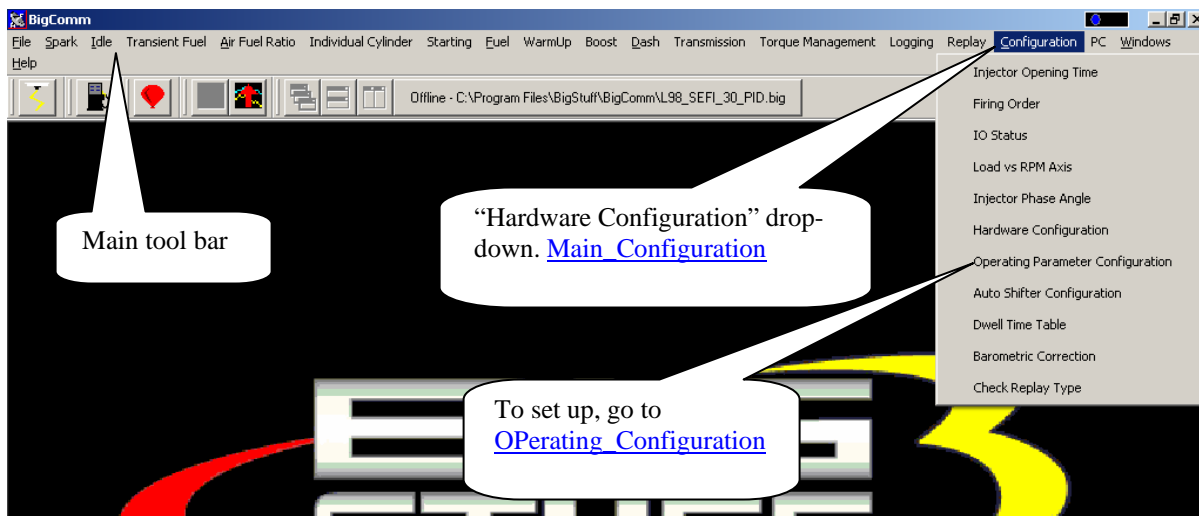 BigComm
File Spark Idle Transient Fuel Air Fuel Ratio Individual Cylinder Starting Fuel WarmUp Boost Dash Transmission Torque Management Logging Replay Configuration PC Windows
Help
Offline - C:\Program Files\BigStuff\BigComm\L98_SEFI_30_PID.big
Injector Opening Time
Firing Order
IO Status
Load vs RPM Axis
Injector Phase Angle
Hardware Configuration
Operating Parameter Configuration
Auto Shifter Configuration
Dwell Time Table
Barometric Correction
Check Replay Type
Main tool bar
“Hardware Configuration” drop-
down. Main_Configuration
To set up, go to
OPerating_Configuration
3